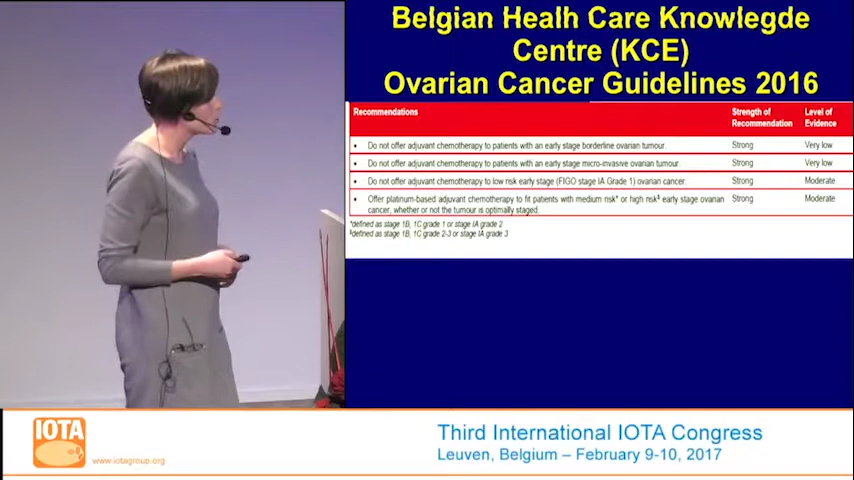 Belgian Healh Care Knowlegde
Centre (KCE)
Ovarian Cancer Guidelines 2016
Recommendations Strength of Recommendation Level of Evidence
• Do not offer adjuvant chemotherapy to patients with an early stage borderline ovarian tumour. Strong Very low
• Do not offer adjuvant chemotherapy to patients with an early stage micro-invasive ovarian tumour. Strong Very low
• Do not offer adjuvant chemotherapy to low risk early stage (FIGO stage IA Grade 1) ovarian cancer. Strong Moderate
• Offer platinum-based adjuvant chemotherapy to fit patients with medium risk* or high risk§ early stage ovarian Strong Moderate
cancer, whether or not the tumour is optimally staged.
*defined as stage 1B, 1C grade 1 or stage IA grade 2
§defined as stage 1B, 1C grade 2-3 or stage IA grade 3
IOTA
www.iotagroup.org
Third International IOTA Congress
Leuven, Belgium – February 9-10, 2017